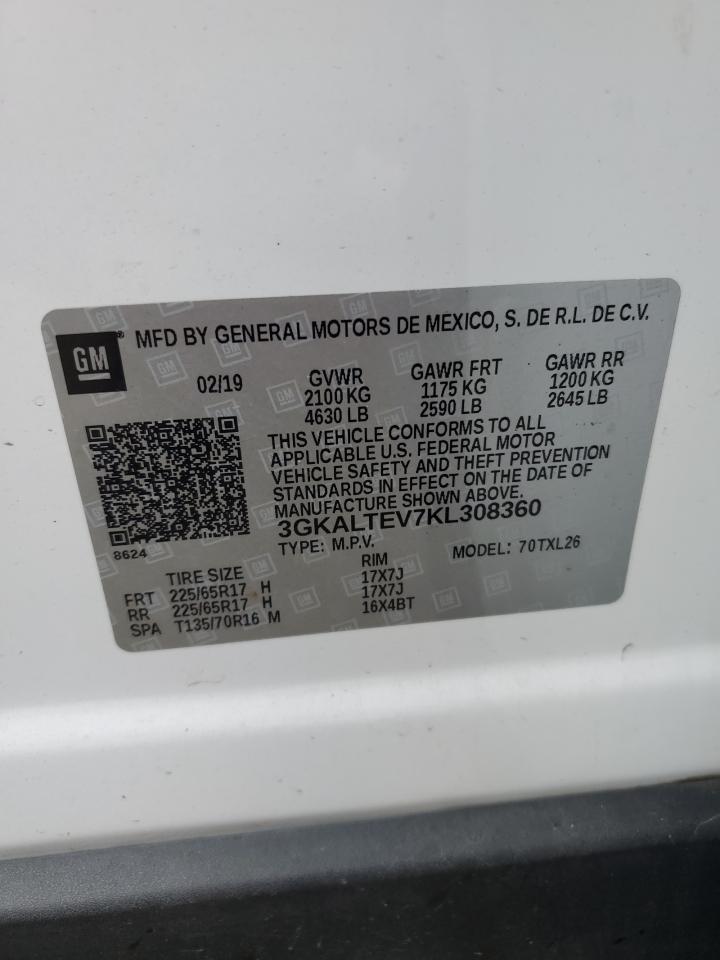 GM
MFD BY GENERAL MOTORS DE MEXICO, S. DE R.L. DE C.V.
02/19 GVWR GAWR FRT GAWR RR
2100 KG 1175 KG 1200 KG
4630 LB 2590 LB 2645 LB
THIS VEHICLE CONFORMS TO ALL
APPLICABLE U.S. FEDERAL MOTOR
VEHICLE SAFETY AND THEFT PREVENTION
STANDARDS IN EFFECT ON THE DATE OF
MANUFACTURE SHOWN ABOVE.
3GKALTEV7KL308360
8624
TYPE: M.P.V. MODEL: 70TXL26
TIRE SIZE RIM
FRT 225/65R17 H 17X7J
RR 225/65R17 H 17X7J
SPA T135/70R16 M 16X4BT